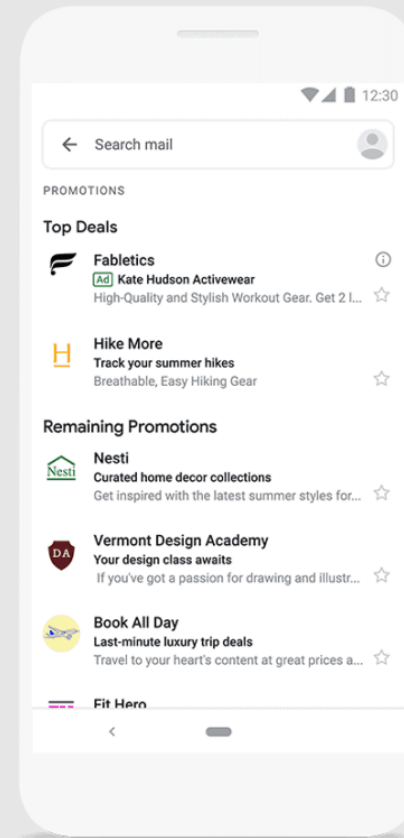 12:30
Search mail
PROMOTIONS
Top Deals
Fabletics
Ad Kate Hudson Activewear
High-Quality and Stylish Workout Gear. Get 2 l...
H
Hike More
Track your summer hikes
Breathable, Easy Hiking Gear
Remaining Promotions
Nesti
Nesti
Curated home decor collections
Get inspired with the latest summer styles for...
DA
Vermont Design Academy
Your design class awaits
If you've got a passion for drawing and illustr...
Book All Day
Last-minute luxury trip deals
Travel to your heart's content at great prices a...
Fit Hero